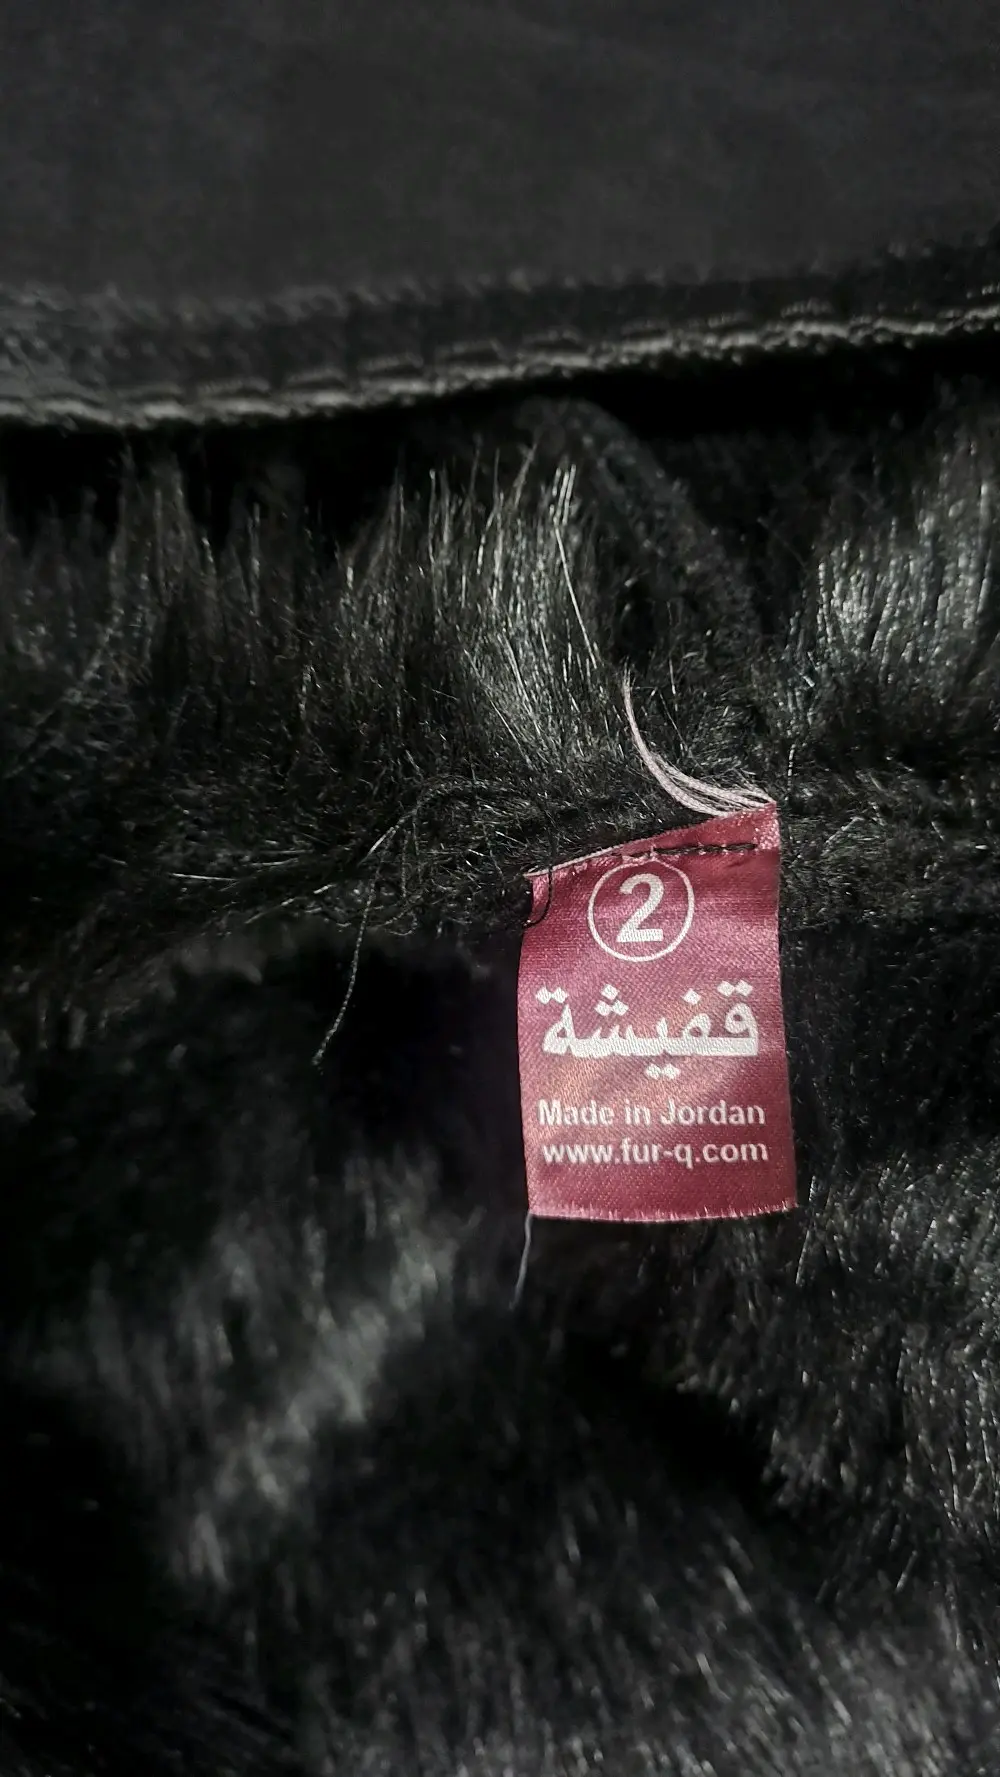 2
قفيشة
Made in Jordan
www.fur-q.com